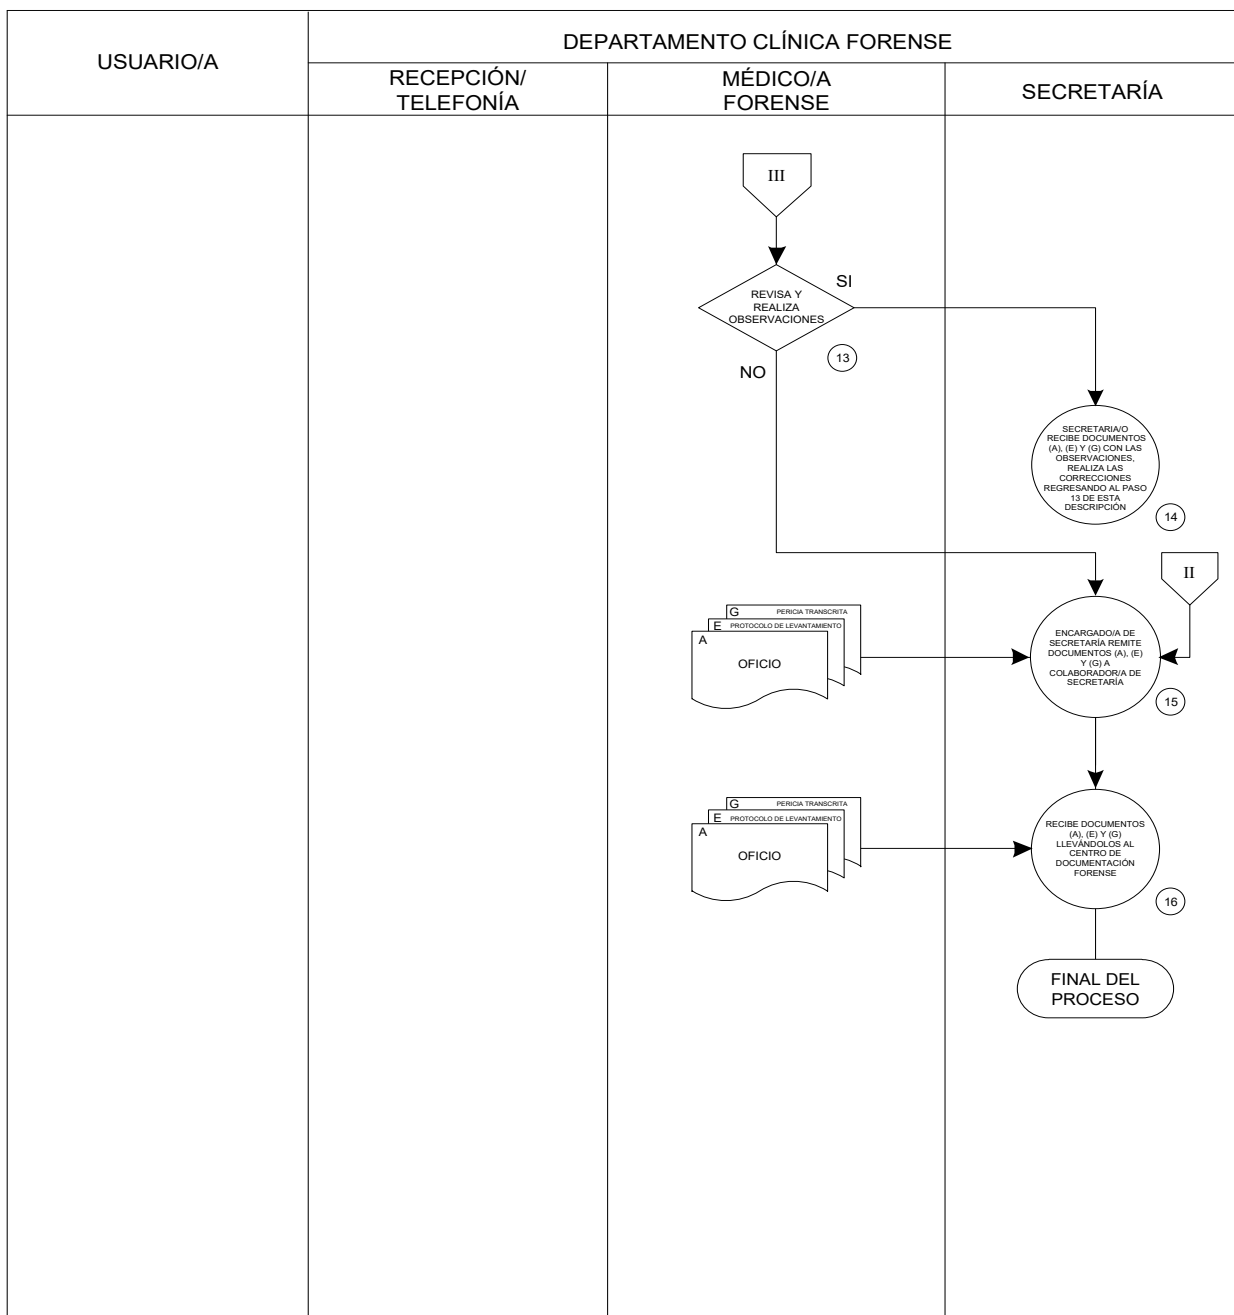 USUARIO/A
DEPARTAMENTO CLÍNICA FORENSE
RECEPCIÓN/
TELEFONÍA
MÉDICO/A
FORENSE
SECRETARÍA
III
REVISA Y
REALIZA
OBSERVACIONES
SI
13
NO
SECRETARIA/O
RECIBE DOCUMENTOS
(A), (E) Y (G) CON LAS
OBSERVACIONES,
REALIZA LAS
CORRECCIONES
REGRESANDO AL PASO
13 DE ESTA
DESCRIPCIÓN
14
II
G PERICIA TRANSCRITA
E PROTOCOLO DE LEVANTAMIENTO
A
OFICIO
ENCARGADO/A DE
SECRETARÍA REMITE
DOCUMENTOS (A), (E)
Y (G) A
COLABORADOR/A DE
SECRETARÍA
15
G PERICIA TRANSCRITA
E PROTOCOLO DE LEVANTAMIENTO
A
OFICIO
RECIBE DOCUMENTOS
(A), (E) Y (G)
LLEVÁNDOLOS AL
CENTRO DE
DOCUMENTACIÓN
FORENSE
16
FINAL DEL
PROCESO